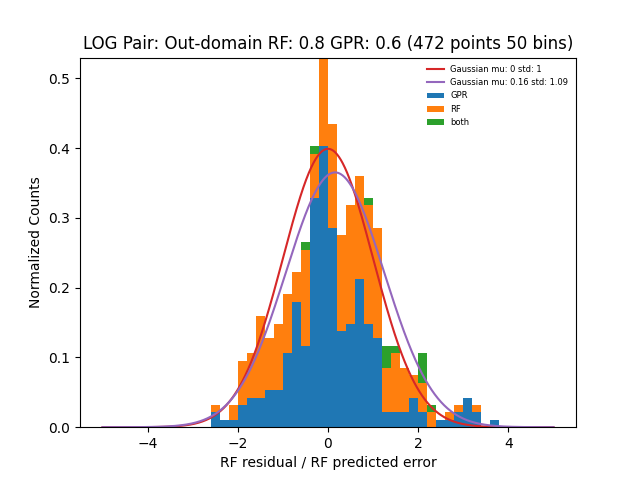 LOG Pair: Out-domain RF: 0.8 GPR: 0.6 (472 points 50 bins)
Gaussian mu: 0 std: 1
Gaussian mu: 0.16 std: 1.09
GPR
RF
both
Normalized Counts
0.5
0.4
0.3
0.2
0.1
0.0
−4 −2 0 2 4
RF residual / RF predicted error